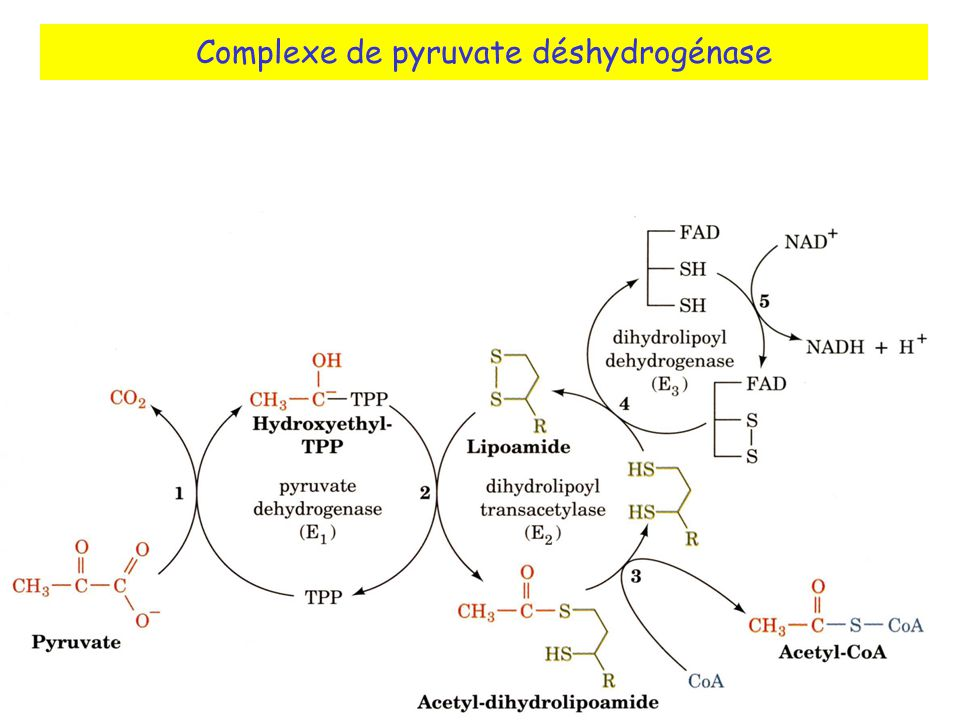 Complexe de pyruvate déshydrogénase
FAD
SH
SH
NAD+
5
NADH + H+
dihydrolipoyl
dehydrogenase
(E3)
4
FAD
S
S
CO2
OH
CH3—C−—TPP
Hydroxyethyl-
TPP
S
S
R
Lipoamide
1
pyruvate
dehydrogenase
(E1)
2
dihydrolipoyl
transacetylase
(E2)
HS
HS
R
O
O
CH3—C—C
O−
Pyruvate
TPP
O
CH3—C—S
HS
R
Acetyl-dihydrolipoamide
3
CoA
O
CH3—C—S—CoA
Acetyl-CoA